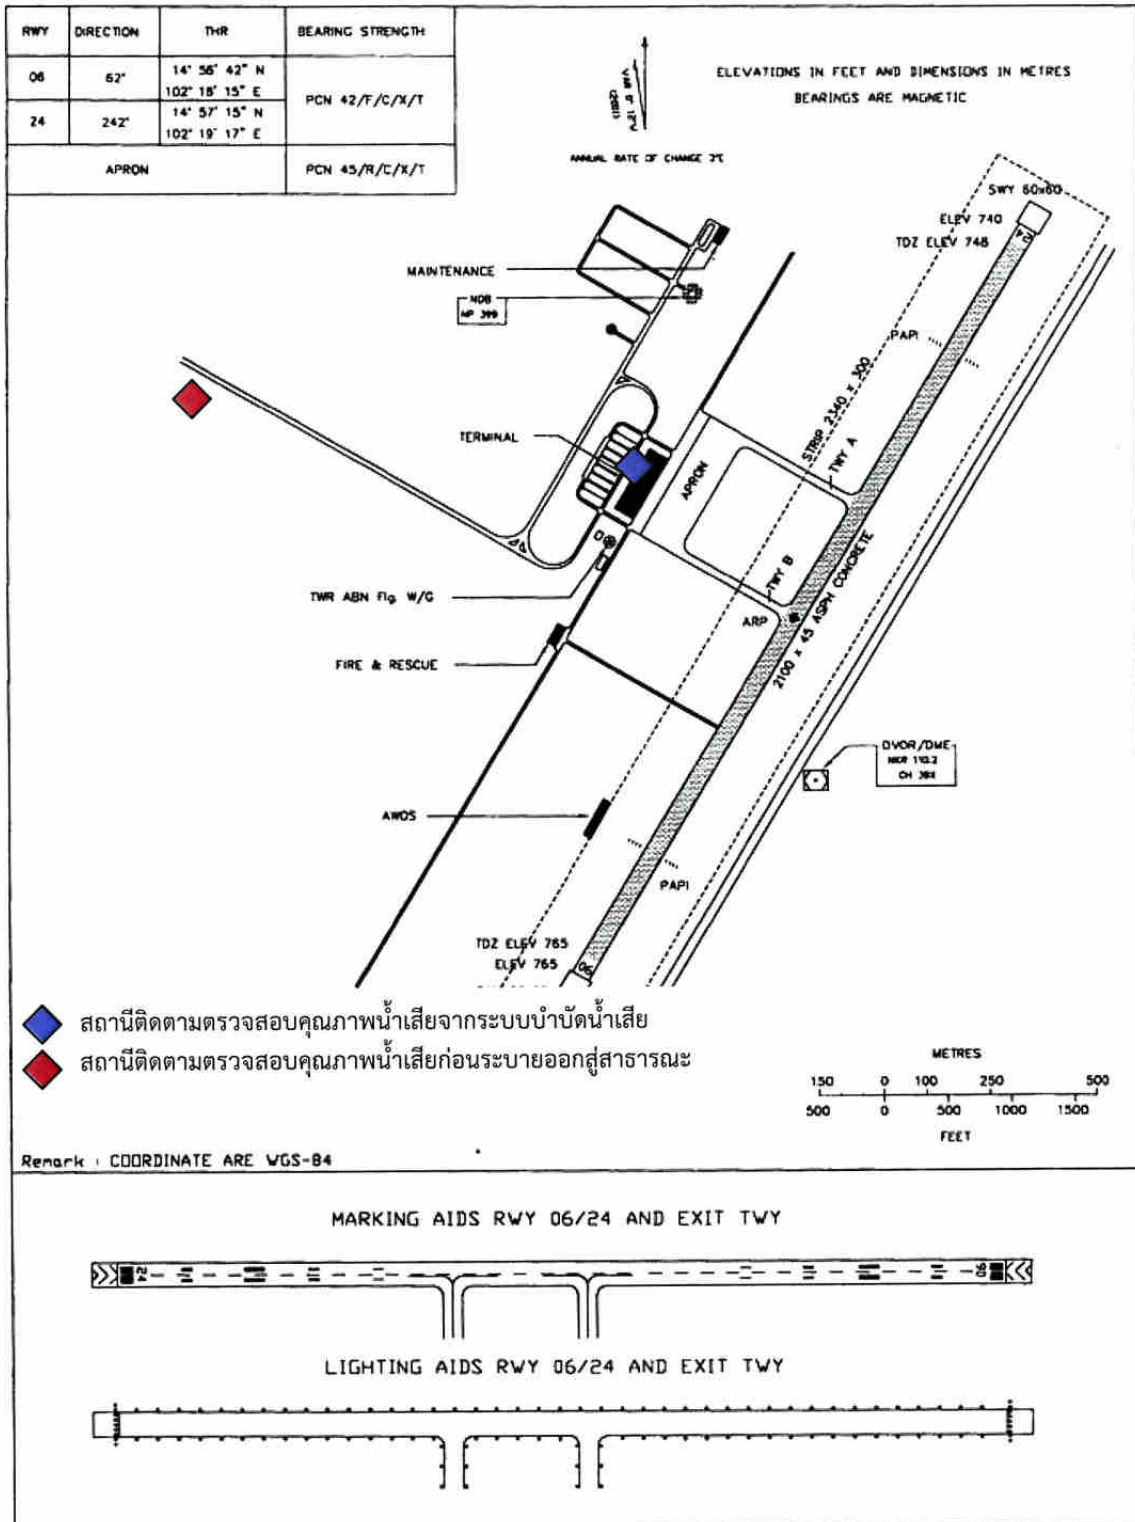 RWY DIRECTION THR BEARING STRENGTH
06 62° 14° 56' 42" N
102° 18' 15" E
PCN 42/F/C/X/T
24 242° 14° 57' 15" N
102° 19' 17" E
APRON PCN 45/R/C/X/T
ELEVATIONS IN FEET AND DIMENSIONS IN METRES
BEARINGS ARE MAGNETIC
ANNUAL RATE OF CHANGE
SWY 60x60
ELEV 740
TDZ ELEV 748
MAINTENANCE
NDB
PAPI
STRIP 2340 x 300
TERMINAL
TWY A
APRON
TWY B
TWR ABN Flg. W/G
ARP
2100 x 45 ASPH CONCRETE
FIRE & RESCUE
DVOR/DME
AWOS
PAPI
TDZ ELEV 765
ELEV 765
06
สถานีติดตามตรวจสอบคุณภาพน้ำเสียจากระบบบำบัดน้ำเสีย
สถานีติดตามตรวจสอบคุณภาพน้ำเสียก่อนระบายออกสู่สาธารณะ
METRES
150 0 100 250 500
500 0 500 1000 1500
FEET
Remark : COORDINATE ARE WGS-84
MARKING AIDS RWY 06/24 AND EXIT TWY
24 06
LIGHTING AIDS RWY 06/24 AND EXIT TWY